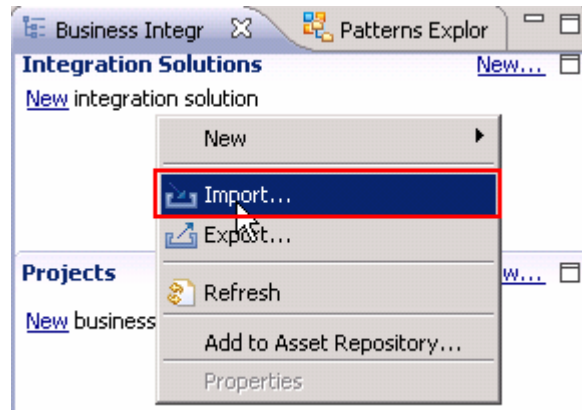 Business Integr Patterns Explor
Integration Solutions New...
New integration solution
New
Import...
Export...
Projects w...
Refresh
New business
Add to Asset Repository...
Properties